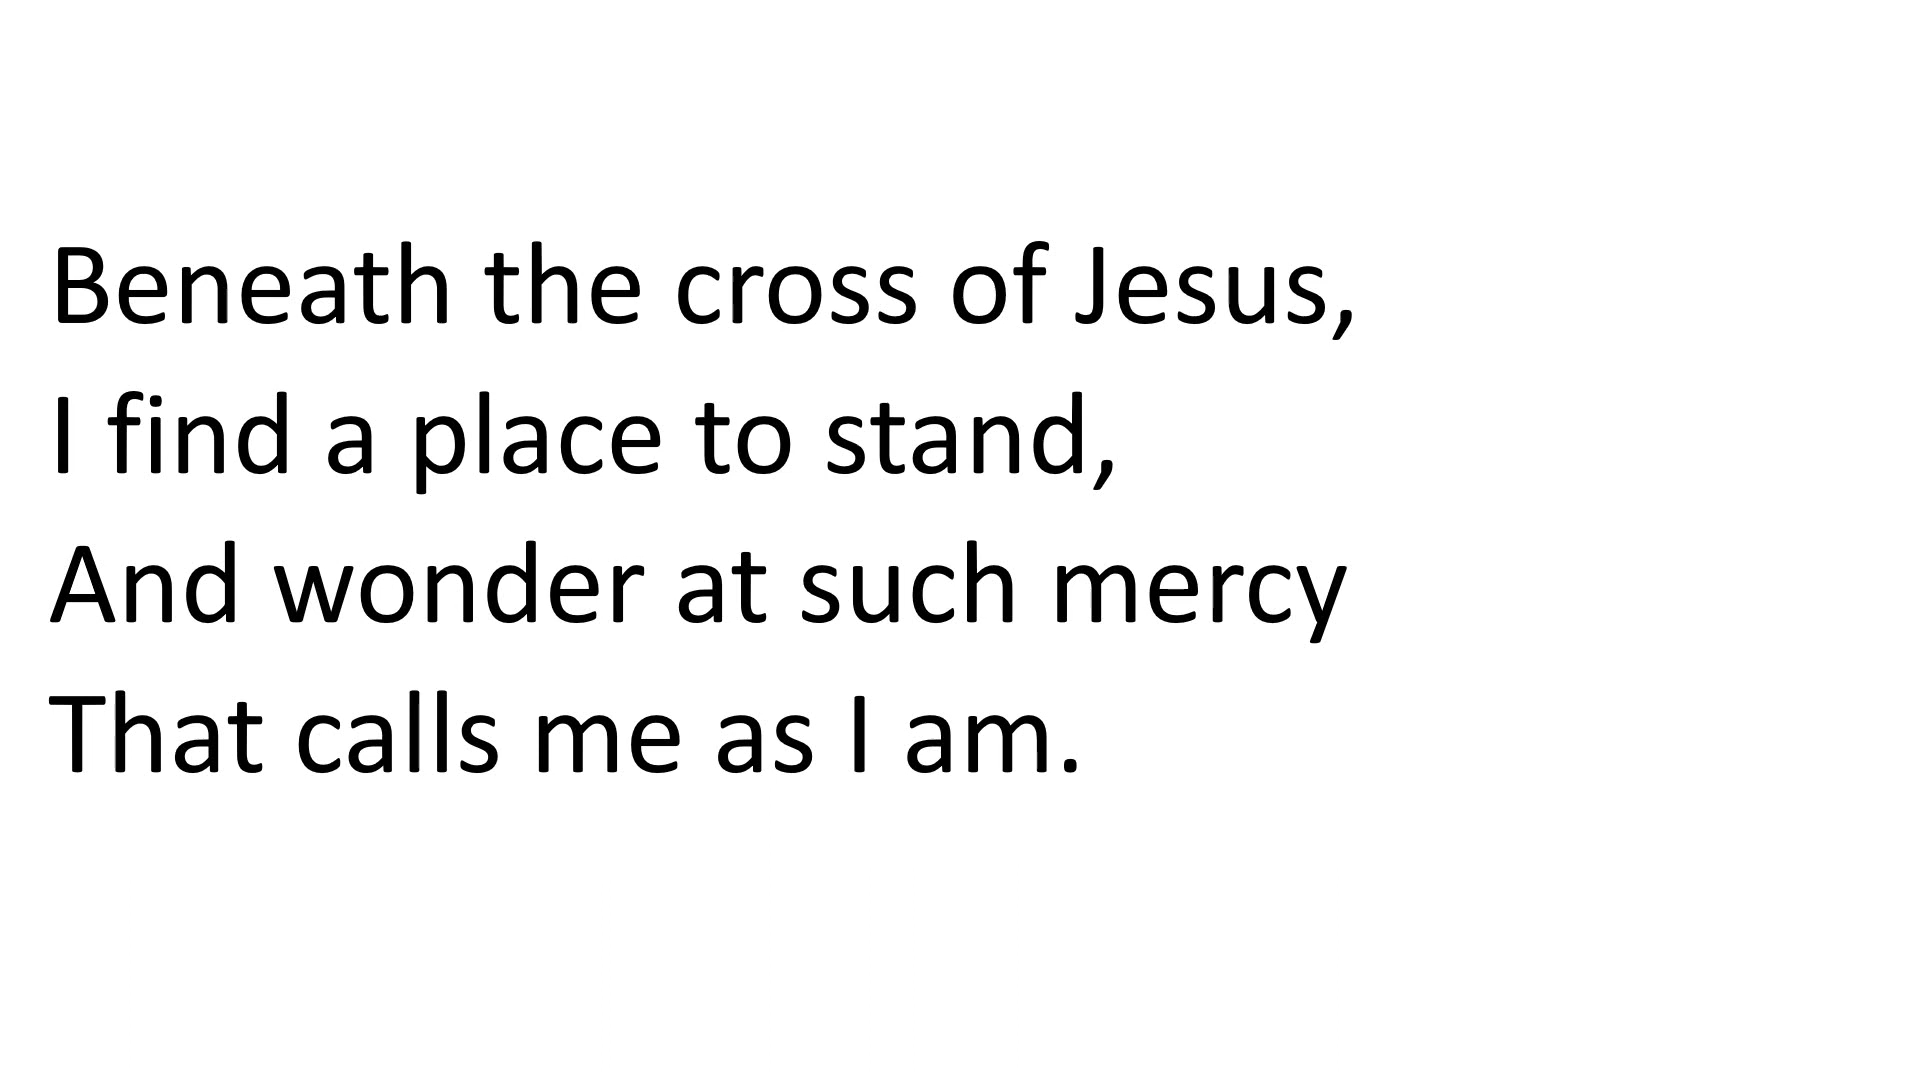 Beneath the cross of Jesus,
I find a place to stand,
And wonder at such mercy
That calls me as I am.